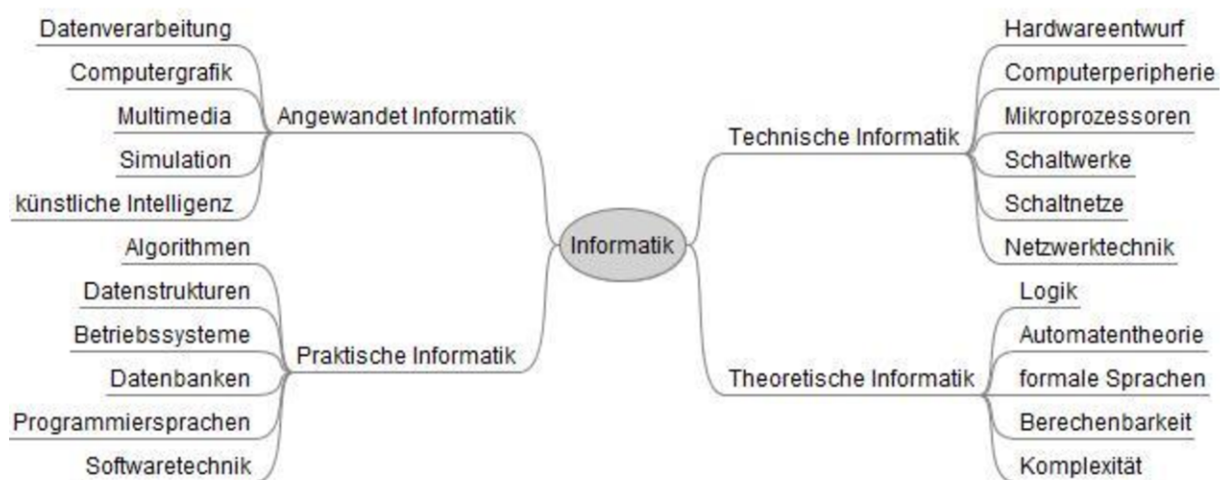 Datenverarbeitung
Computergrafik
Multimedia
Simulation
künstliche Intelligenz
Angewandet Informatik
Algorithmen
Datenstrukturen
Betriebssysteme
Datenbanken
Programmiersprachen
Softwaretechnik
Praktische Informatik
Informatik
Technische Informatik
Hardwareentwurf
Computerperipherie
Mikroprozessoren
Schaltwerke
Schaltnetze
Netzwerktechnik
Theoretische Informatik
Logik
Automatentheorie
formale Sprachen
Berechenbarkeit
Komplexität